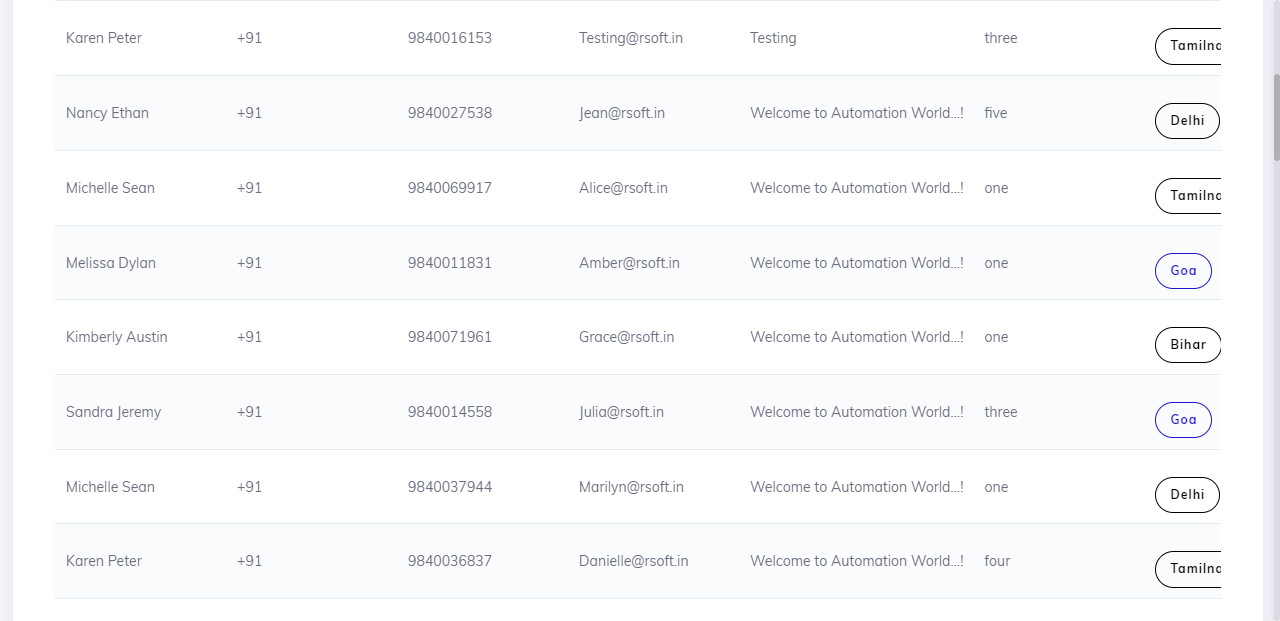 Karen Peter +91 9840016153 Testing@rsoft.in Testing three Tamilna
Nancy Ethan +91 9840027538 Jean@rsoft.in Welcome to Automation World...! five Delhi
Michelle Sean +91 9840069917 Alice@rsoft.in Welcome to Automation World...! one Tamilna
Melissa Dylan +91 9840011831 Amber@rsoft.in Welcome to Automation World...! one Goa
Kimberly Austin +91 9840071961 Grace@rsoft.in Welcome to Automation World...! one Bihar
Sandra Jeremy +91 9840014558 Julia@rsoft.in Welcome to Automation World...! three Goa
Michelle Sean +91 9840037944 Marilyn@rsoft.in Welcome to Automation World...! one Delhi
Karen Peter +91 9840036837 Danielle@rsoft.in Welcome to Automation World...! four Tamilna